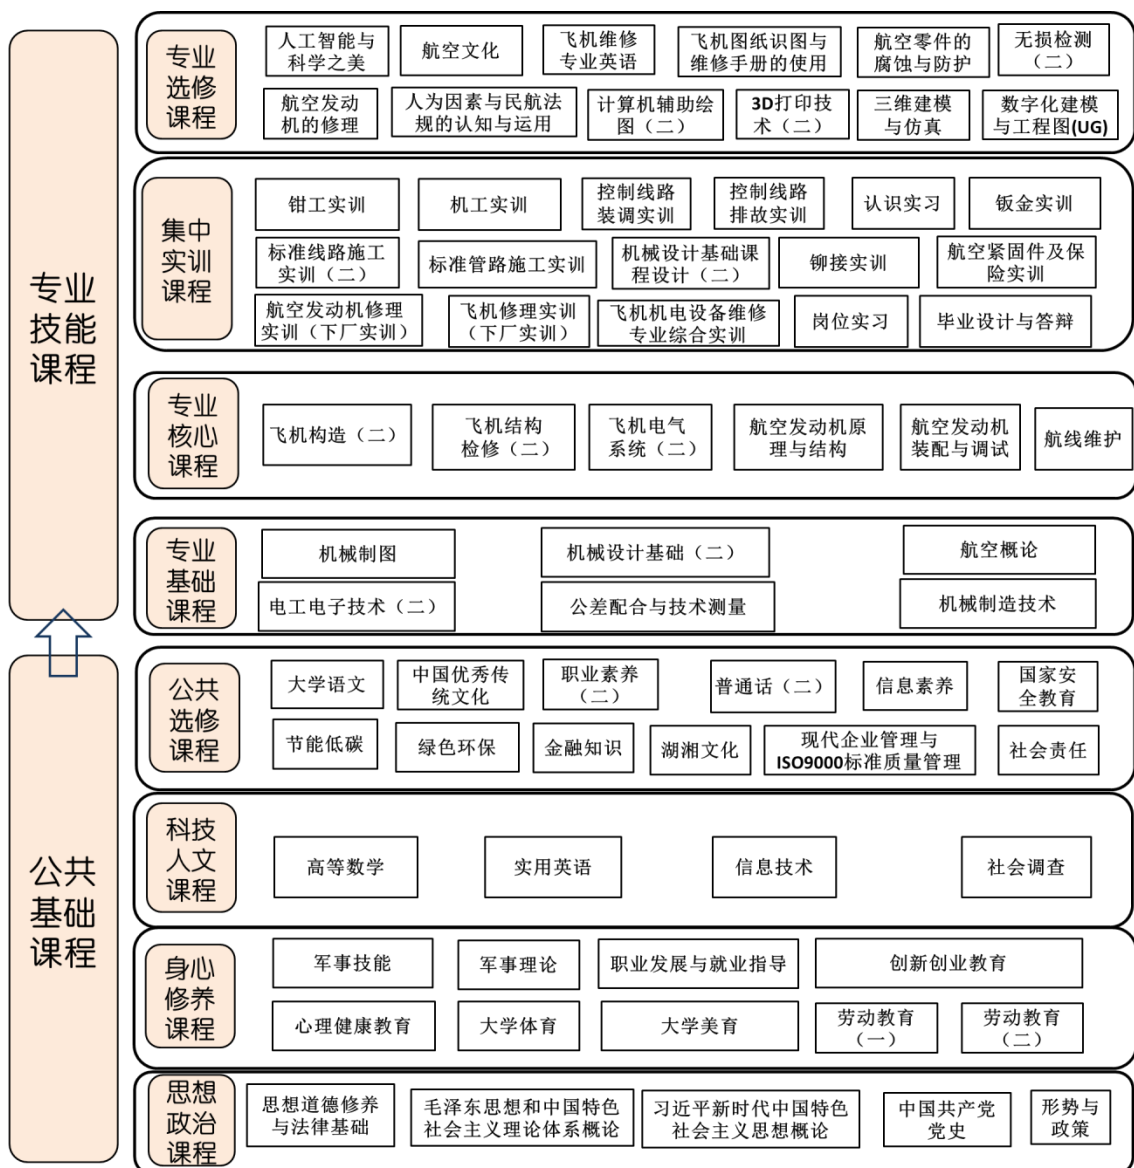 专业
技能
课程
专业
选修
课程
人工智能与
科学之美
航空文化
飞机维修
专业英语
飞机图纸识图与
维修手册的使用
航空零件的
腐蚀与防护
无损检测
（二）
航空发动
机的修理
人为因素与民航法
规的认知与运用
计算机辅助绘
图（二）
3D打印技
术（二）
三维建模
与仿真
数字化建模
与工程图(UG)
集中
实训
课程
钳工实训
机工实训
控制线路
装调实训
控制线路
排故实训
认识实习
钣金实训
标准线路施工
实训（二）
标准管路施工实训
机械设计基础课
程设计（二）
铆接实训
航空紧固件及保
险实训
航空发动机修理
实训（下厂实训）
飞机修理实训
（下厂实训）
飞机机电设备维修
专业综合实训
岗位实习
毕业设计与答辩
专业
核心
课程
飞机构造（二）
飞机结构
检修（二）
飞机电气
系统（二）
航空发动机原
理与结构
航空发动机
装配与调试
航线维护
专业
基础
课程
机械制图
机械设计基础（二）
航空概论
电工电子技术（二）
公差配合与技术测量
机械制造技术
公共
基础
课程
公共
选修
课程
大学语文
中国优秀传
统文化
职业素养
（二）
普通话（二）
信息素养
国家安
全教育
节能低碳
绿色环保
金融知识
湖湘文化
现代企业管理与
ISO9000标准质量管理
社会责任
科技
人文
课程
高等数学
实用英语
信息技术
社会调查
身心
修养
课程
军事技能
军事理论
职业发展与就业指导
创新创业教育
心理健康教育
大学体育
大学美育
劳动教育
（一）
劳动教育
（二）
思想
政治
课程
思想道德修养
与法律基础
毛泽东思想和中国特色
社会主义理论体系概论
习近平新时代中国特色
社会主义思想概论
中国共产党
党史
形势与
政策